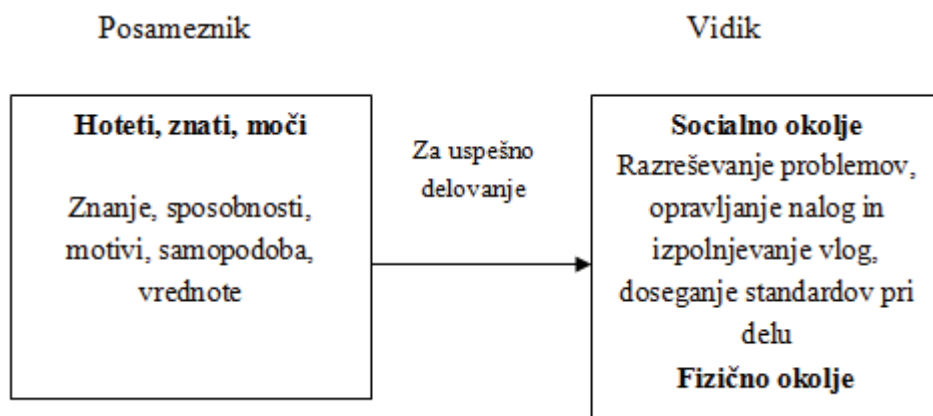 Posameznik
Vidik
Hoteti, znati, moči
Znanje, sposobnosti,
motivi, samopodoba,
vrednote
Za uspešno
delovanje
Socialno okolje
Razreševanje problemov,
opravljanje nalog in
izpolnjevanje vlog,
doseganje standardov pri
delu
Fizično okolje